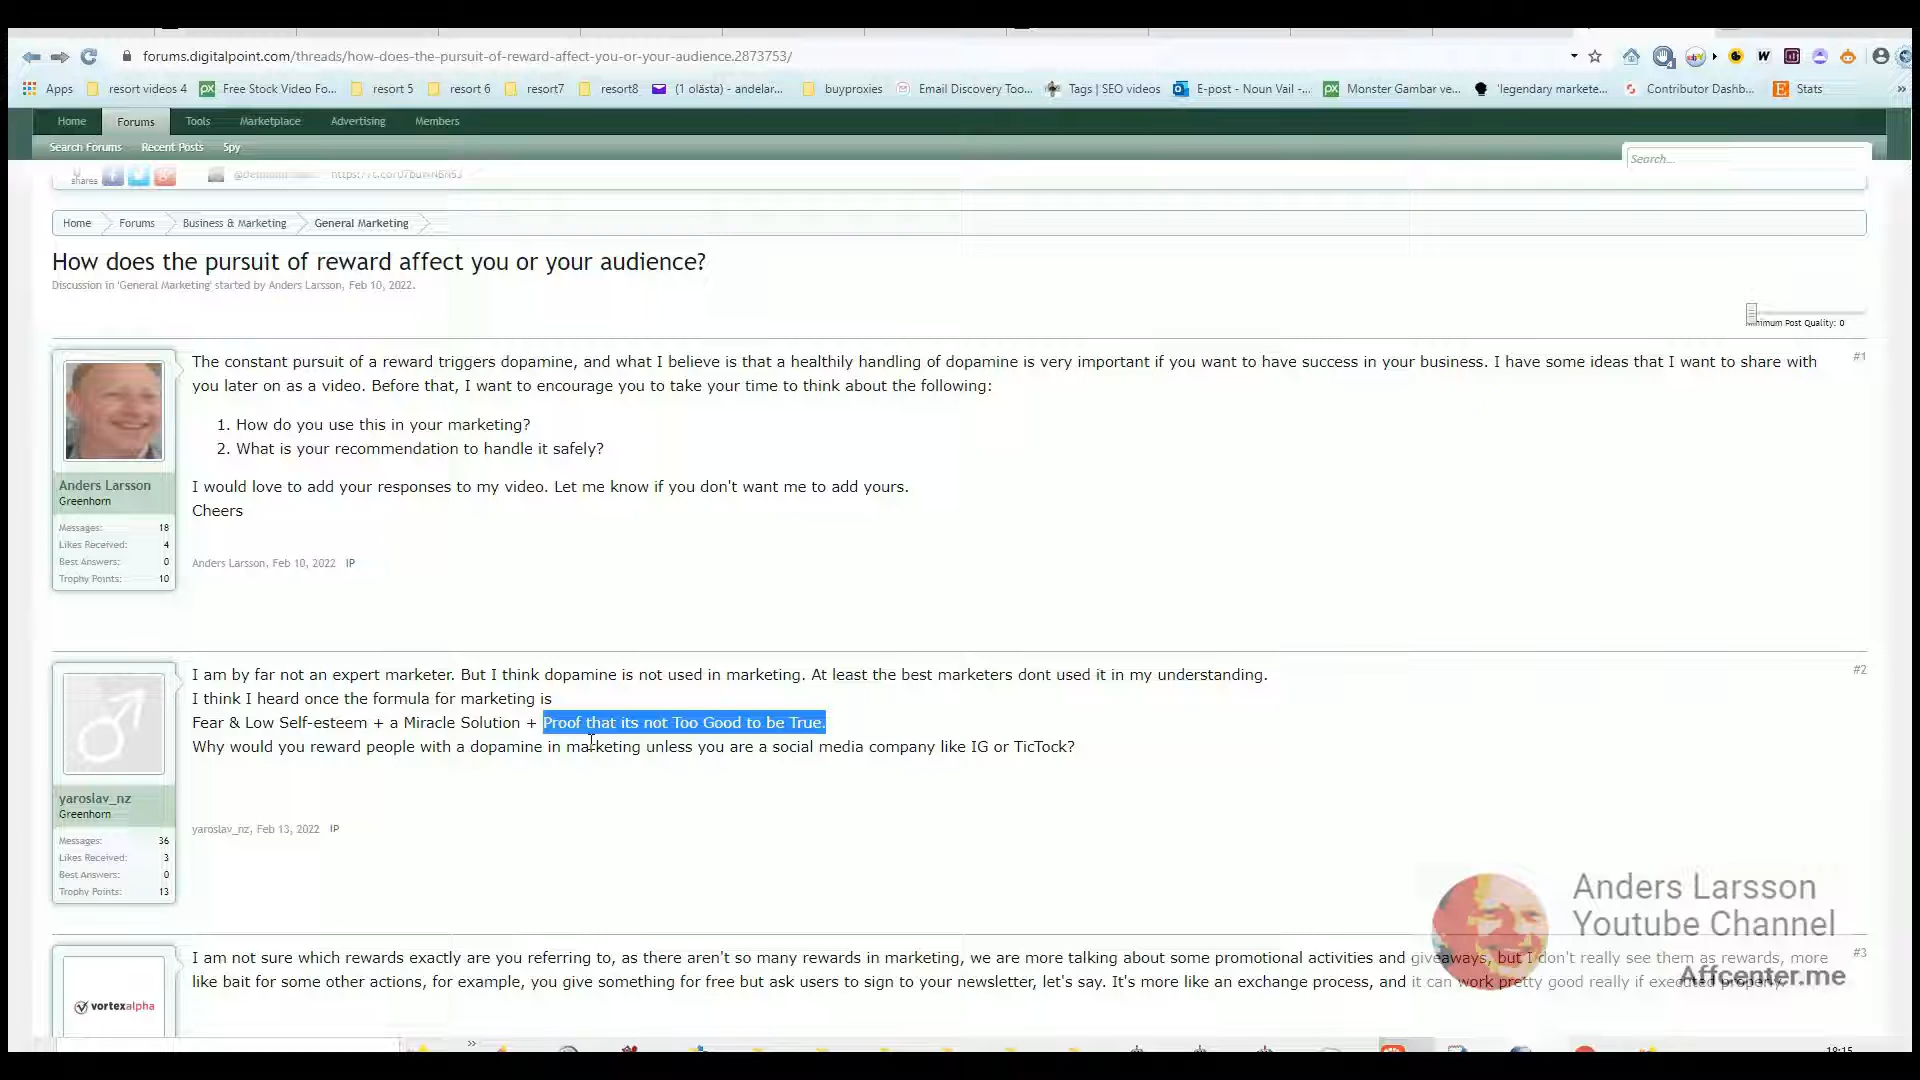 forums.digitalpoint.com/threads/how-does-the-pursuit-of-reward-affect-you-or-your-audience.2873753/
Apps resort videos 4 Free Stock Video Fo... resort 5 resort 6 resort7 resort8 (1 olästa) - andelar... buyproxies Email Discovery Too... Tags | SEO videos E-post - Noun Vail -... Monster Gambar ve... 'legendary markete... Contributor Dashb... Stats »
Home Forums Tools Marketplace Advertising Members
Search Forums Recent Posts Spy
Search...
shares
Home Forums Business & Marketing General Marketing
How does the pursuit of reward affect you or your audience?
Discussion in 'General Marketing' started by Anders Larsson, Feb 10, 2022.
Minimum Post Quality: 0
The constant pursuit of a reward triggers dopamine, and what I believe is that a healthily handling of dopamine is very important if you want to have success in your business. I have some ideas that I want to share with #1
you later on as a video. Before that, I want to encourage you to take your time to think about the following:
1. How do you use this in your marketing?
2. What is your recommendation to handle it safely?
I would love to add your responses to my video. Let me know if you don't want me to add yours.
Cheers
Anders Larsson
Greenhorn
Messages: 18
Likes Received: 4
Best Answers: 0
Trophy Points: 10
Anders Larsson, Feb 10, 2022 IP
I am by far not an expert marketer. But I think dopamine is not used in marketing. At least the best marketers dont used it in my understanding. #2
I think I heard once the formula for marketing is
Fear & Low Self-esteem + a Miracle Solution + Proof that its not Too Good to be True.
Why would you reward people with a dopamine in marketing unless you are a social media company like IG or TicTock?
yaroslav_nz
Greenhorn
Messages: 36
Likes Received: 3
Best Answers: 0
Trophy Points: 13
yaroslav_nz, Feb 13, 2022 IP
Anders Larsson
Youtube Channel
Affcenter.me
I am not sure which rewards exactly are you referring to, as there aren't so many rewards in marketing, we are more talking about some promotional activities and giveaways, but I don't really see them as rewards, more #3
like bait for some other actions, for example, you give something for free but ask users to sign to your newsletter, let's say. It's more like an exchange process, and it can work pretty good really if executed properly.
vortexalpha
»